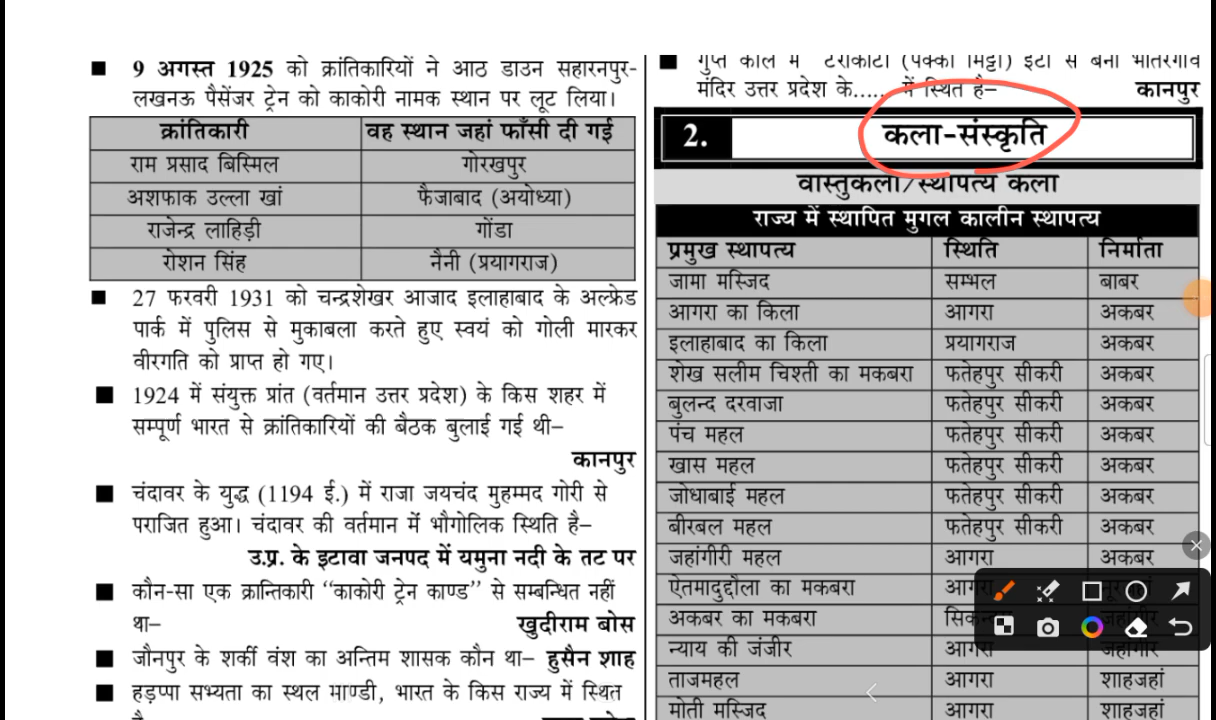 ■ 9 अगस्त 1925 को क्रांतिकारियों ने आठ डाउन सहारनपुर-
लखनऊ पैसेंजर ट्रेन को काकोरी नामक स्थान पर लूट लिया।
क्रांतिकारी वह स्थान जहां फाँसी दी गई
राम प्रसाद बिस्मिल गोरखपुर
अशफाक उल्ला खां फैजाबाद (अयोध्या)
राजेन्द्र लाहिड़ी गोंडा
रोशन सिंह नैनी (प्रयागराज)
■ 27 फरवरी 1931 को चन्द्रशेखर आजाद इलाहाबाद के अल्फ्रेड
पार्क में पुलिस से मुकाबला करते हुए स्वयं को गोली मारकर
वीरगति को प्राप्त हो गए।
■ 1924 में संयुक्त प्रांत (वर्तमान उत्तर प्रदेश) के किस शहर में
सम्पूर्ण भारत से क्रांतिकारियों की बैठक बुलाई गई थी–
कानपुर
■ चंदावर के युद्ध (1194 ई.) में राजा जयचंद मुहम्मद गोरी से
पराजित हुआ। चंदावर की वर्तमान में भौगोलिक स्थिति है–
उ.प्र. के इटावा जनपद में यमुना नदी के तट पर
■ कौन-सा एक क्रान्तिकारी “काकोरी ट्रेन काण्ड” से सम्बन्धित नहीं
था– खुदीराम बोस
■ जौनपुर के शर्की वंश का अन्तिम शासक कौन था– हुसैन शाह
■ हड़प्पा सभ्यता का स्थल माण्डी, भारत के किस राज्य में स्थित
■ गुप्त काल में टेराकोटा (पक्की मिट्टी) ईंटों से बना भीतरगाँव
मंदिर उत्तर प्रदेश के..... में स्थित है– कानपुर
2. कला-संस्कृति
वास्तुकला/स्थापत्य कला
राज्य में स्थापित मुगल कालीन स्थापत्य
प्रमुख स्थापत्य स्थिति निर्माता
जामा मस्जिद सम्भल बाबर
आगरा का किला आगरा अकबर
इलाहाबाद का किला प्रयागराज अकबर
शेख सलीम चिश्ती का मकबरा फतेहपुर सीकरी अकबर
बुलन्द दरवाजा फतेहपुर सीकरी अकबर
पंच महल फतेहपुर सीकरी अकबर
खास महल फतेहपुर सीकरी अकबर
जोधाबाई महल फतेहपुर सीकरी अकबर
बीरबल महल फतेहपुर सीकरी अकबर
जहांगीरी महल आगरा अकबर
ऐतमादुद्दौला का मकबरा
अकबर का मकबरा
न्याय की जंजीर आगरा जहांगीर
ताजमहल आगरा शाहजहां
मोती मस्जिद आगरा शाहजहां